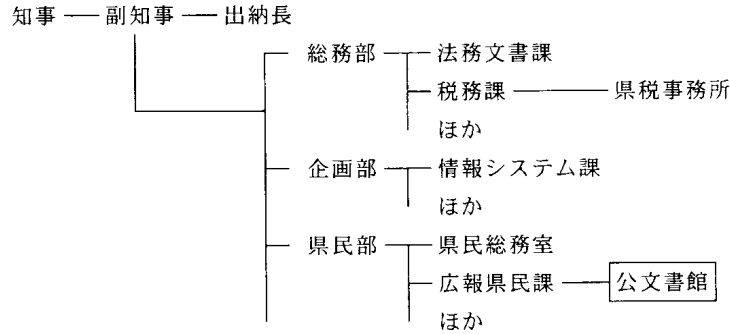 知事 副知事 出納長
総務部 法務文書課
税務課 県税事務所
ほか
企画部 情報システム課
ほか
県民部 県民総務室
広報県民課 公文書館
ほか